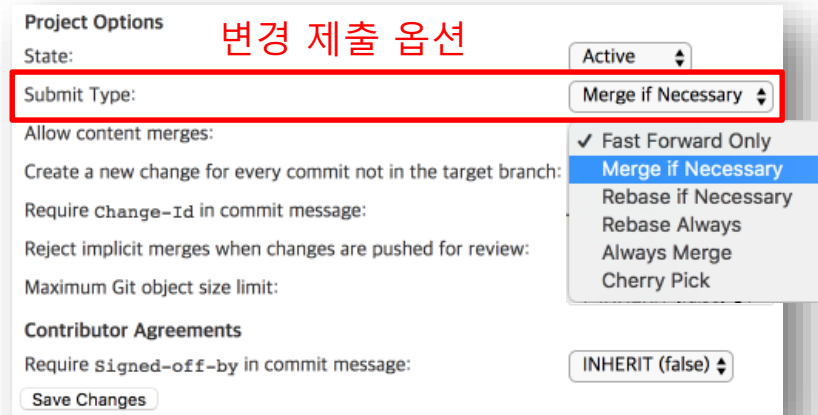 Project Options
변경 제출 옵션
State:
Active
Submit Type:
Merge if Necessary
Allow content merges:
✓ Fast Forward Only
Create a new change for every commit not in the target branch:
Merge if Necessary
Rebase if Necessary
Require Change-Id in commit message:
Rebase Always
Reject implicit merges when changes are pushed for review:
Always Merge
Maximum Git object size limit:
Cherry Pick
Contributor Agreements
Require Signed-off-by in commit message:
INHERIT (false)
Save Changes